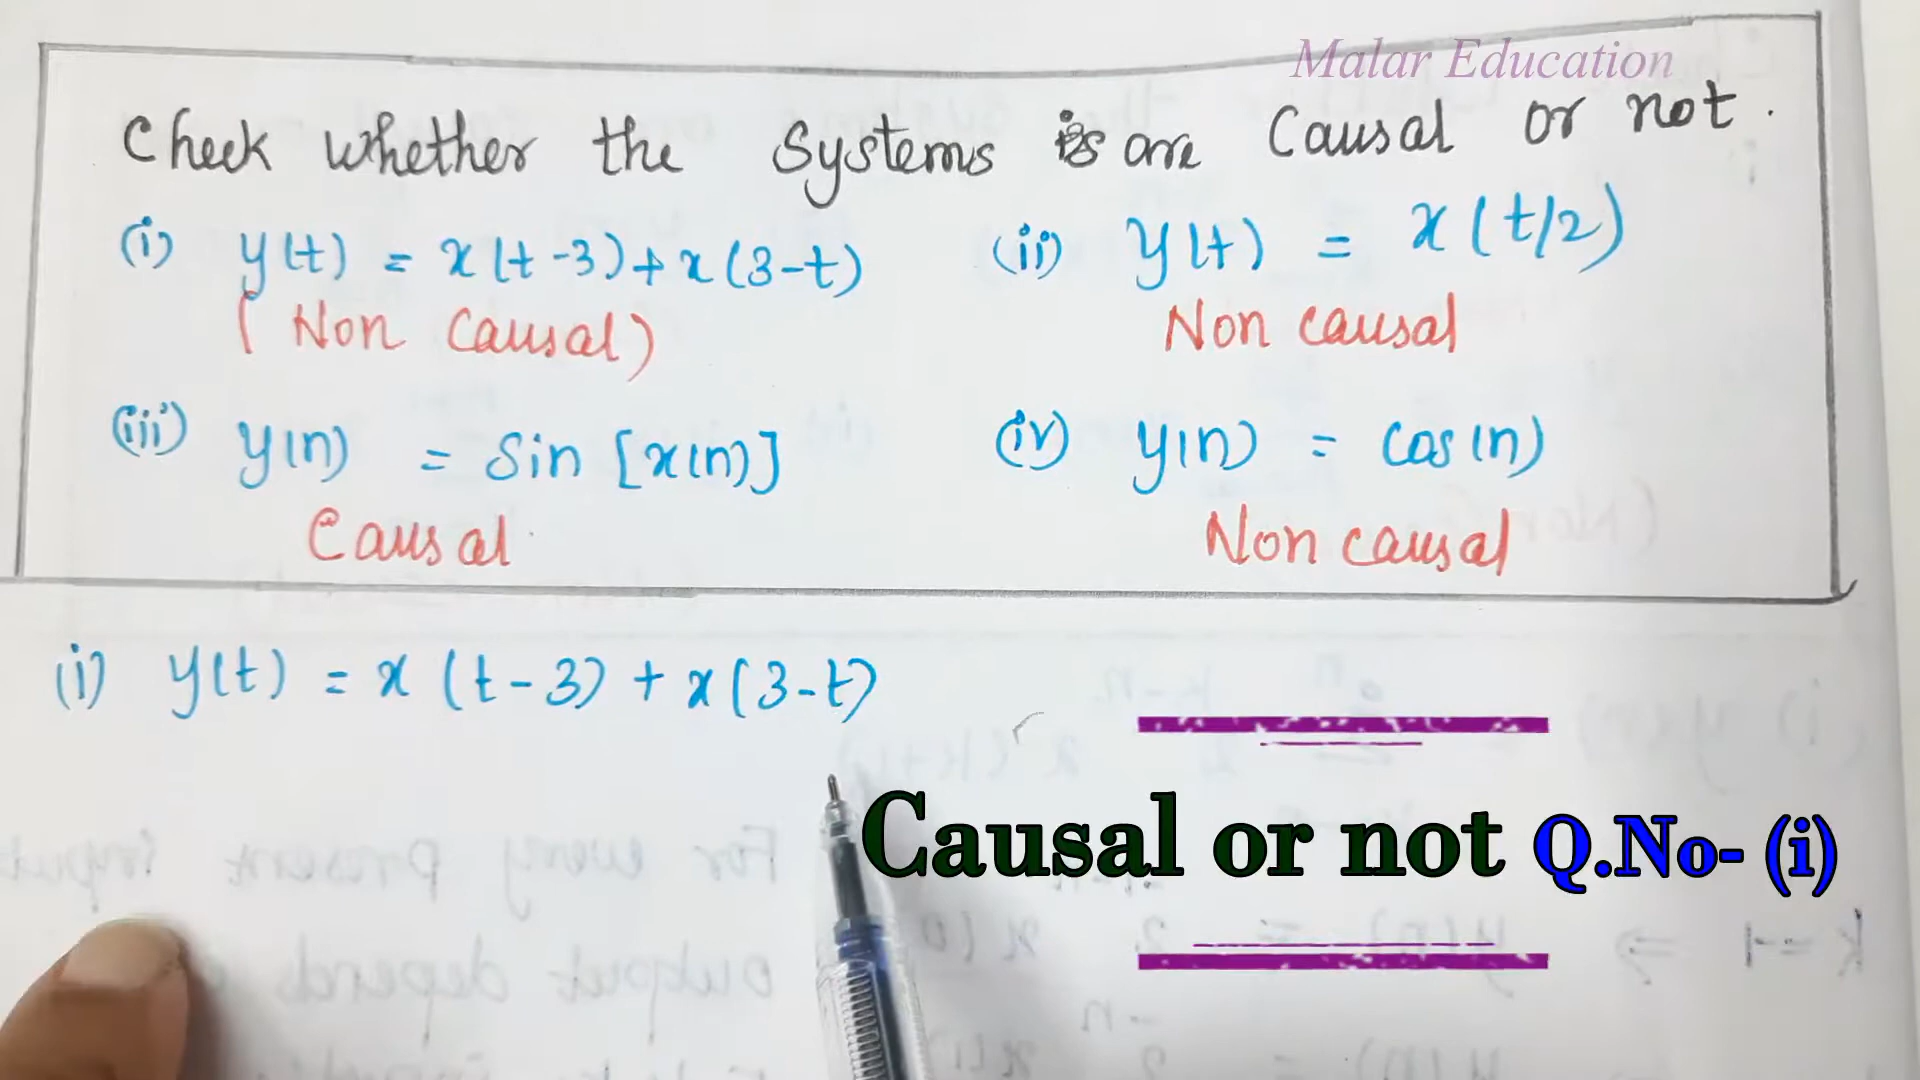 Malar Education
Check whether the systems is are Causal or not.
(i) y(t) = x(t-3)+x(3-t)
(ii) y(t) = x(t/2)
(Non Causal)
Non causal
(iii) y(n) = Sin [x(n)]
(iv) y(n) = Cos(n)
Causal
Non causal
(i) y(t) = x (t-3) + x(3-t)
Causal or not Q.No- (i)